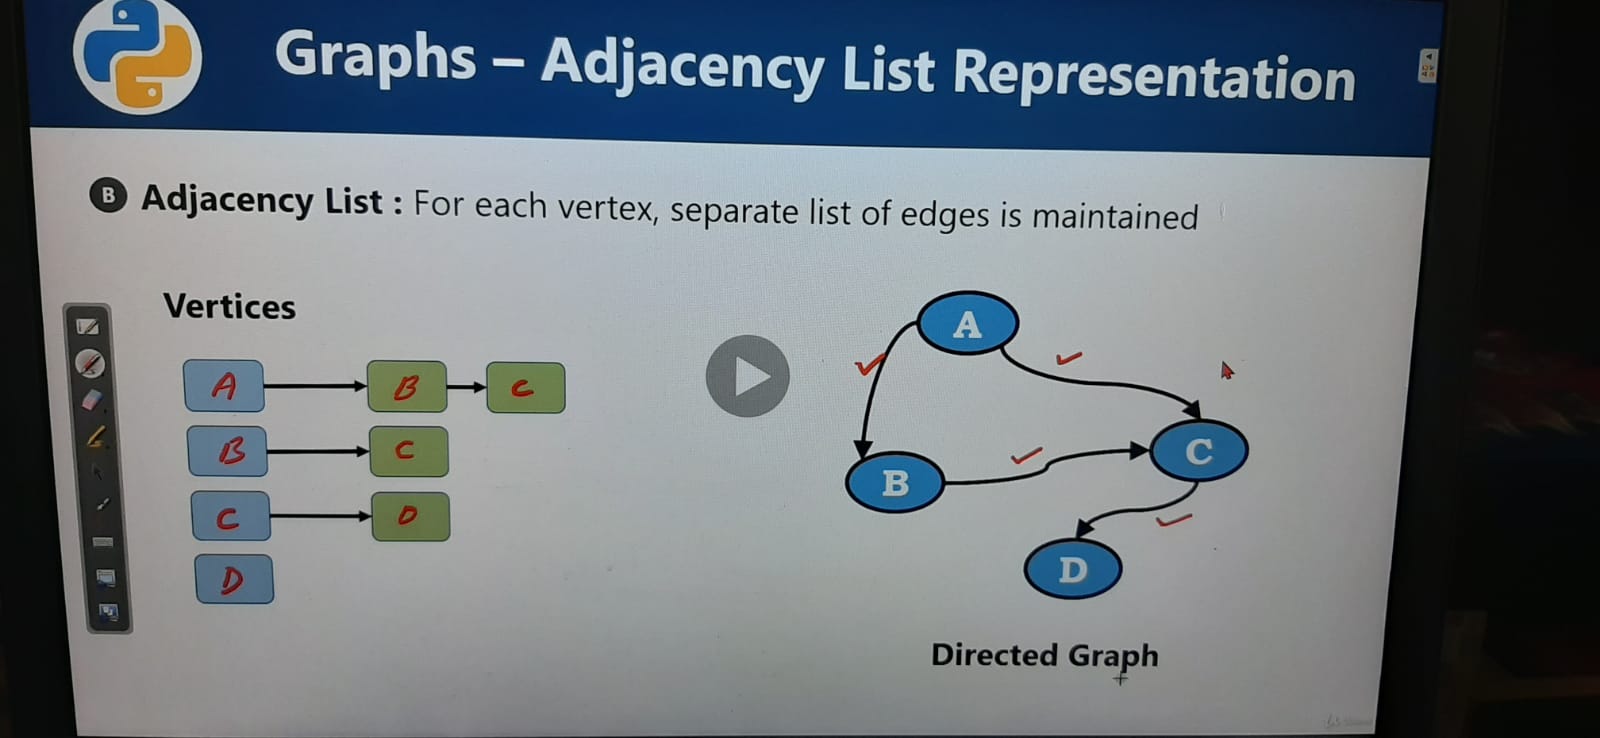 Graphs – Adjacency List Representation
B Adjacency List : For each vertex, separate list of edges is maintained
Vertices
A B C
B C
C D
D
A
B
C
D
Directed Graph